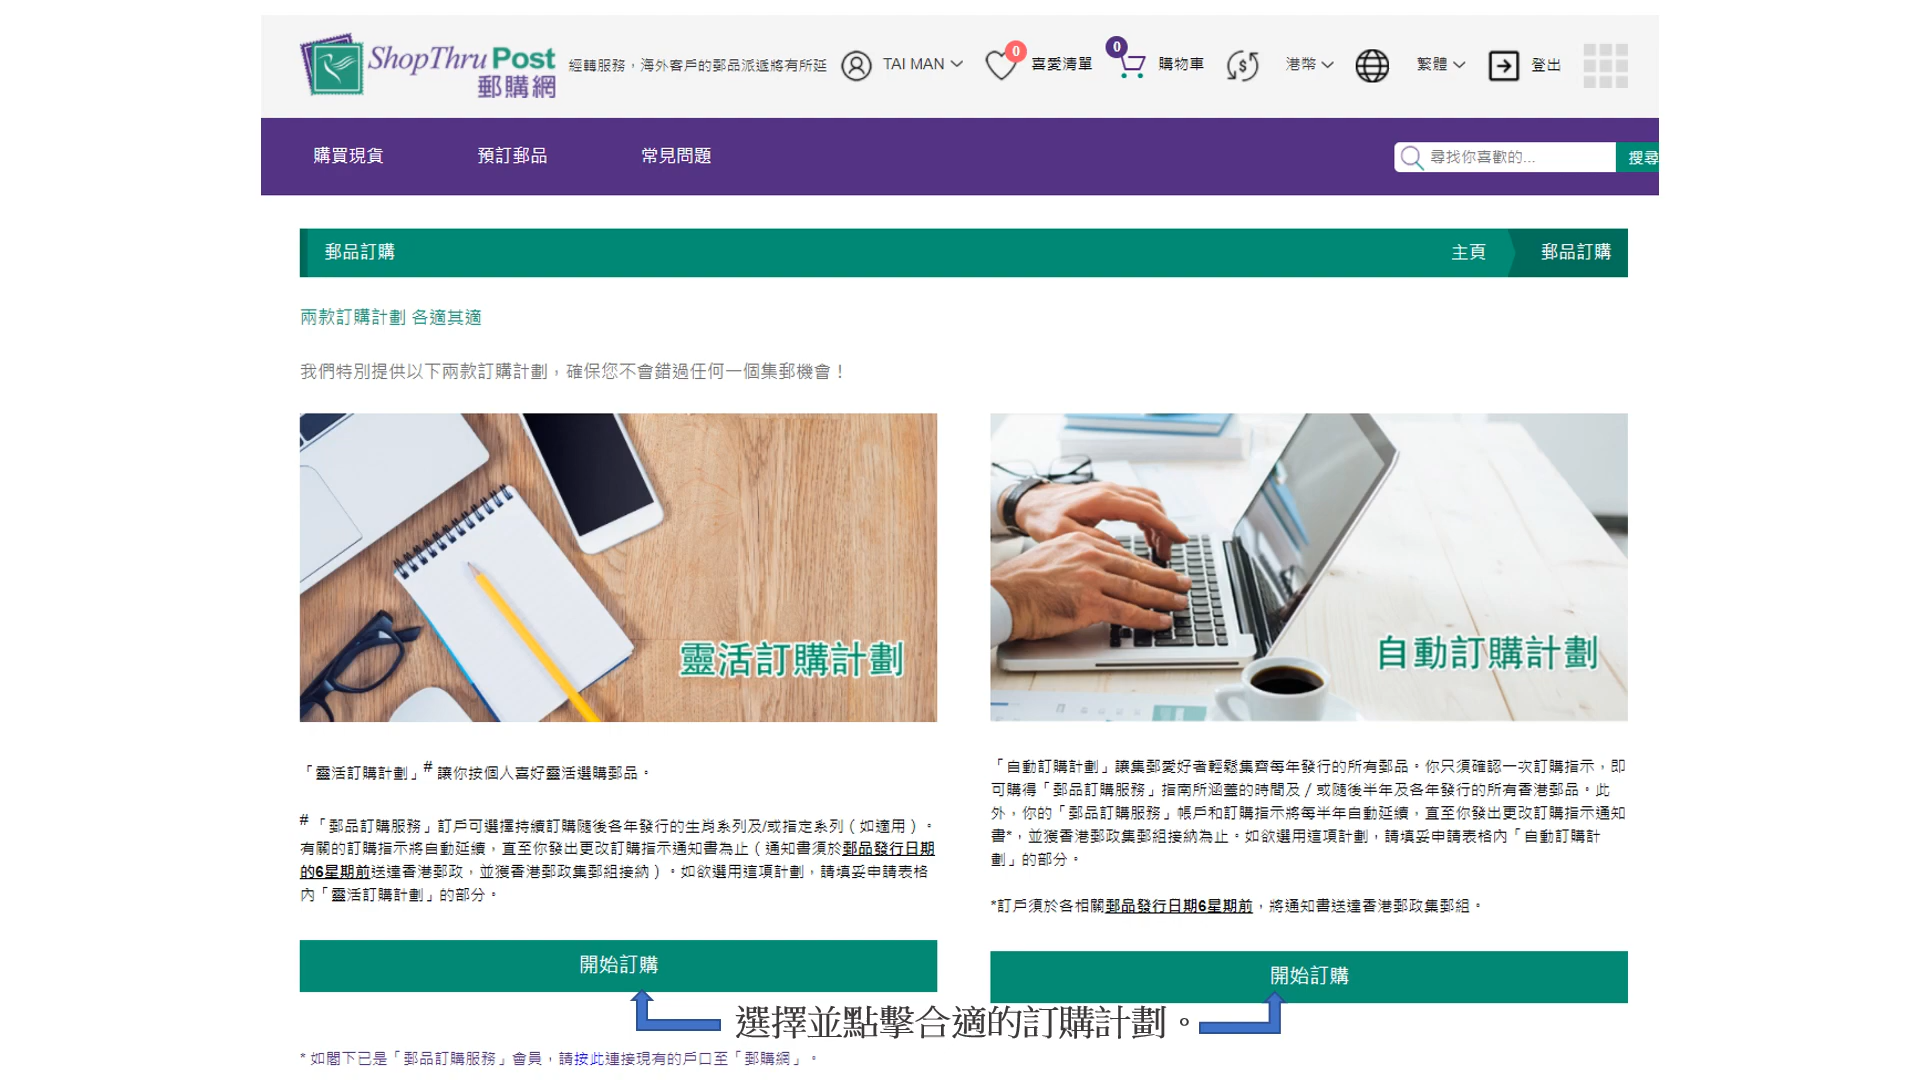 ShopThru Post
郵購網
經轉服務，海外客戶的郵品派遞將有所延
TAI MAN
0
喜愛清單
0
購物車
港幣
繁體
登出
購買現貨
預訂郵品
常見問題
尋找你喜歡的...
搜尋
郵品訂購
主頁
郵品訂購
兩款訂購計劃 各適其適
我們特別提供以下兩款訂購計劃，確保您不會錯過任何一個集郵機會！
靈活訂購計劃
「靈活訂購計劃」# 讓你按個人喜好靈活選購郵品。
# 「郵品訂購服務」訂戶可選擇持續訂購隨後各年發行的生肖系列及/或指定系列（如適用）。
有關的訂購指示將自動延續，直至你發出更改訂購指示通知書為止（通知書須於郵品發行日期
的6星期前送達香港郵政，並獲香港郵政集郵組接納）。如欲選用這項計劃，請填妥申請表格
內「靈活訂購計劃」的部分。
開始訂購
自動訂購計劃
「自動訂購計劃」讓集郵愛好者輕鬆集齊每年發行的所有郵品。你只須確認一次訂購指示，即
可購得「郵品訂購服務」指南所涵蓋的時間及 / 或隨後半年及各年發行的所有香港郵品。此
外，你的「郵品訂購服務」帳戶和訂購指示將每半年自動延續，直至你發出更改訂購指示通知
書*，並獲香港郵政集郵組接納為止。如欲選用這項計劃，請填妥申請表格內「自動訂購計
劃」的部分。
*訂戶須於各相關郵品發行日期6星期前，將通知書送達香港郵政集郵組。
開始訂購
選擇並點擊合適的訂購計劃。
* 如閣下已是「郵品訂購服務」會員，請按此連接現有的戶口至「郵購網」。